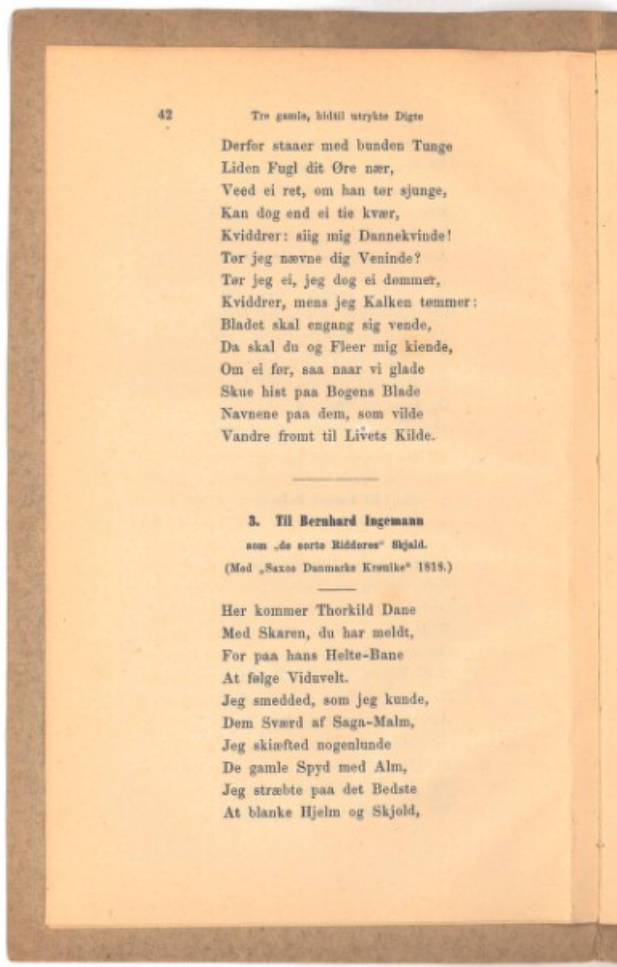 42
Tre gamle, hidtil utrykte Digte
Derfor staaer med bunden Tunge
Liden Fugl dit Øre nær,
Veed ei ret, om han tør sjunge,
Kan dog end ei tie kvær,
Kviddrer: siig mig Dannekvinde!
Tør jeg nævne dig Veninde?
Tør jeg ei, jeg dog ei dømmer,
Kviddrer, mens jeg Kalken tømmer:
Bladet skal engang sig vende,
Da skal du og Fleer mig kiende,
Om ei før, saa naar vi glade
Skue hist paa Bogens Blade
Navnene paa dem, som vilde
Vandre fromt til Livets Kilde.
3. Til Bernhard Ingemann
som „de sorte Ridderes“ Skjald.
(Med „Saxos Danmarks Krønike“ 1818.)
Her kommer Thorkild Dane
Med Skaren, du har meldt,
For paa hans Helte-Bane
At følge Viduvelt.
Jeg smedded, som jeg kunde,
Dem Sværd af Saga-Malm,
Jeg skiæfted nogenlunde
De gamle Spyd med Alm,
Jeg stræbte paa det Bedste
At blanke Hjelm og Skjold,